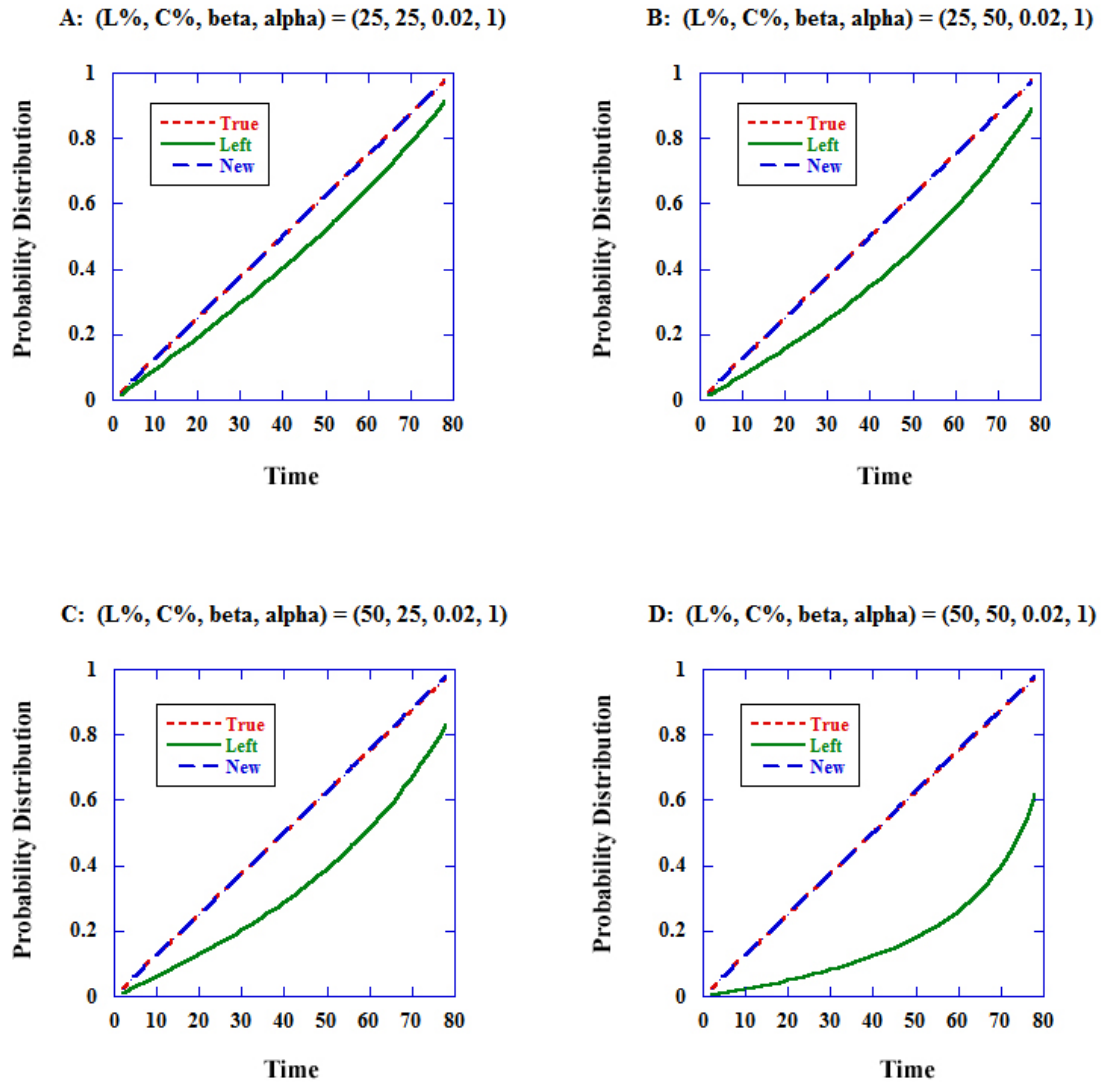 A: (L%, C%, beta, alpha) = (25, 25, 0.02, 1)
Probability Distribution
1
0.8
0.6
0.4
0.2
0
True
Left
New
0 10 20 30 40 50 60 70 80
Time
B: (L%, C%, beta, alpha) = (25, 50, 0.02, 1)
Probability Distribution
1
0.8
0.6
0.4
0.2
0
True
Left
New
0 10 20 30 40 50 60 70 80
Time
C: (L%, C%, beta, alpha) = (50, 25, 0.02, 1)
Probability Distribution
1
0.8
0.6
0.4
0.2
0
True
Left
New
0 10 20 30 40 50 60 70 80
Time
D: (L%, C%, beta, alpha) = (50, 50, 0.02, 1)
Probability Distribution
1
0.8
0.6
0.4
0.2
0
True
Left
New
0 10 20 30 40 50 60 70 80
Time